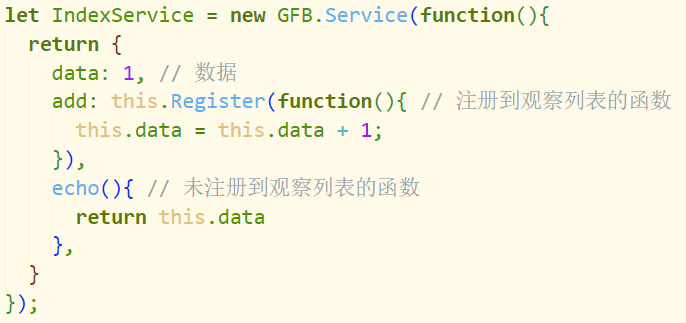 let IndexService = new GFB.Service(function(){
  return {
    data: 1, // 数据
    add: this.Register(function(){ // 注册到观察列表的函数
      this.data = this.data + 1;
    }),
    echo(){ // 未注册到观察列表的函数
      return this.data
    },
  }
});